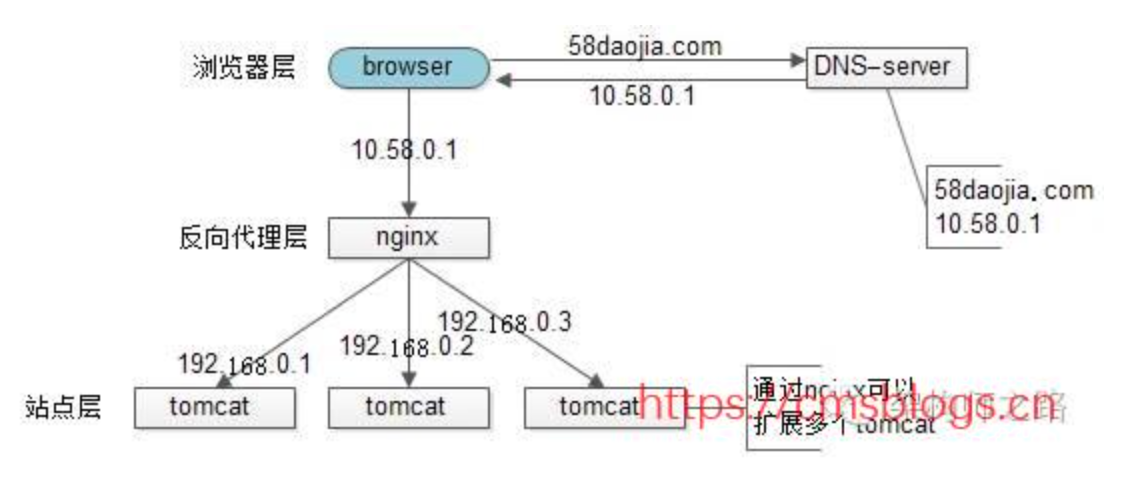 58daojia.com
浏览器层
browser
DNS-server
10.58.0.1
10.58.0.1
58daojia.com
10.58.0.1
反向代理层
nginx
192.168.0.3
192.168.0.2
192.168.0.1
站点层
tomcat
tomcat
tomcat
通过nginx可以
扩展多个tomcat
https://cmsblogs.cn